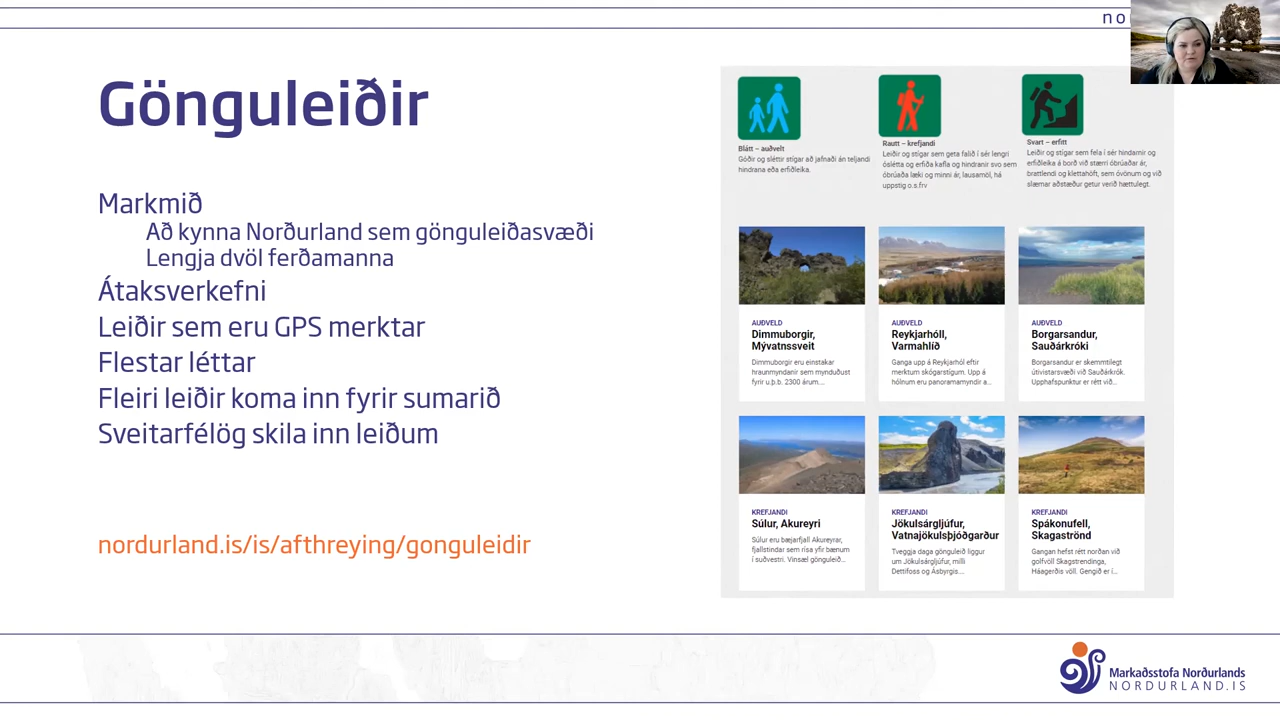 no
Gönguleiðir
Markmið
Að kynna Norðurland sem gönguleiðasvæði
Lengja dvöl ferðamanna
Átaksverkefni
Leiðir sem eru GPS merktar
Flestar léttar
Fleiri leiðir koma inn fyrir sumarið
Sveitarfélög skila inn leiðum
nordurland.is/is/afthreying/gonguleidir
Blátt – auðvelt
Góðir og sléttir stígar að jafnaði án teljandi
hindrana eða erfiðleika.
Rautt – krefjandi
Leiðir og stígar sem geta falið í sér lengri
óslétta og erfiða kafla og hindranir svo sem
óbrúaða læki og minni ár, lausamöl, há
uppstig o.s.frv
Svart – erfitt
Leiðir og stígar sem fela í sér hindarnir og
erfiðleika á borð við stærri óbrúaðar ár,
brattlendi og klettahöft, sem óvönum og við
slæmar aðstæður getur verið hættulegt.
AUÐVELD
Dimmuborgir,
Mývatnssveit
Dimmuborgir eru einstakar
hraunmyndanir sem mynduðust
fyrir u.þ.b. 2300 árum....
AUÐVELD
Reykjarhóll,
Varmahlíð
Ganga upp á Reykjarhól eftir
merktum skógarstígum. Upp á
hólnum eru panoramamyndir a...
AUÐVELD
Borgarsandur,
Sauðárkróki
Borgarsandur er skemmtilegt
útivistarsvæði við Sauðárkrók.
Upphafspunktur er rétt við...
KREFJANDI
Súlur, Akureyri
Súlur eru bæjarfjall Akureyrar,
fjallstindar sem rísa yfir bænum
í suðvestri. Vinsæl gönguleið...
KREFJANDI
Jökulsárgljúfur,
Vatnajökulsþjóðgarður
Tveggja daga gönguleið liggur
um Jökulsárgljúfur, milli
Dettifoss og Ásbyrgis....
KREFJANDI
Spákonufell,
Skagaströnd
Gangan hefst rétt norðan við
golfvöll Skagstrendinga,
Háagerðis völl. Gengið er í...
Markaðsstofa Norðurlands
NORDURLAND.IS